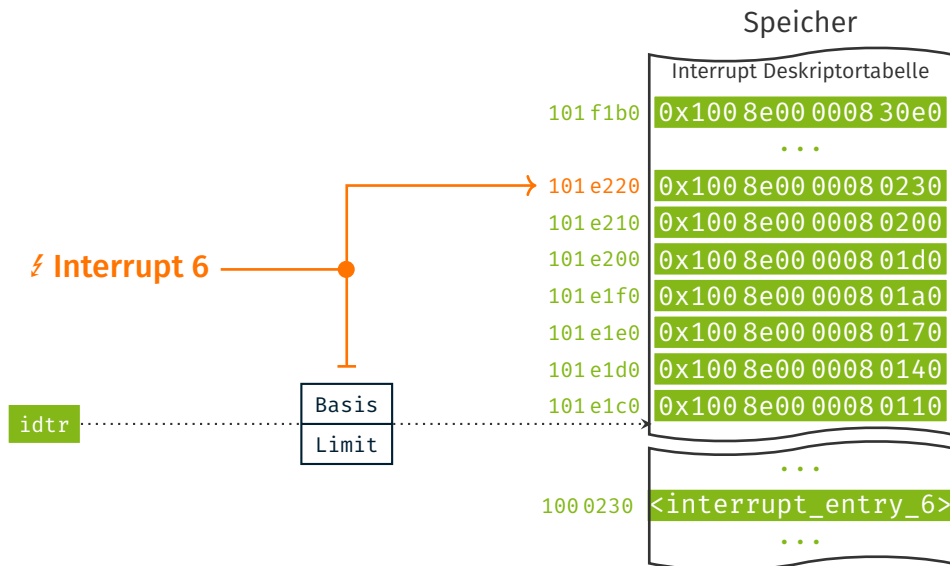 Speicher
Interrupt Deskriptortabelle
101 f1b0 0x100 8e00 0008 30e0
...
101 e220 0x100 8e00 0008 0230
101 e210 0x100 8e00 0008 0200
Interrupt 6
101 e200 0x100 8e00 0008 01d0
101 e1f0 0x100 8e00 0008 01a0
101 e1e0 0x100 8e00 0008 0170
101 e1d0 0x100 8e00 0008 0140
Basis
101 e1c0 0x100 8e00 0008 0110
idtr
Limit
...
100 0230 <interrupt_entry_6>
...